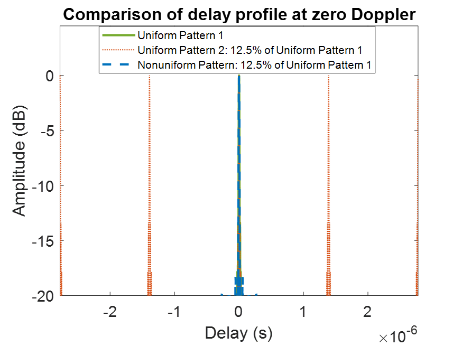 Comparison of delay profile at zero Doppler
Uniform Pattern 1
Uniform Pattern 2: 12.5% of Uniform Pattern 1
Nonuniform Pattern: 12.5% of Uniform Pattern 1
0
-5
-10
-15
-20
Amplitude (dB)
-2
-1
0
1
2
Delay (s)
×10⁻⁶